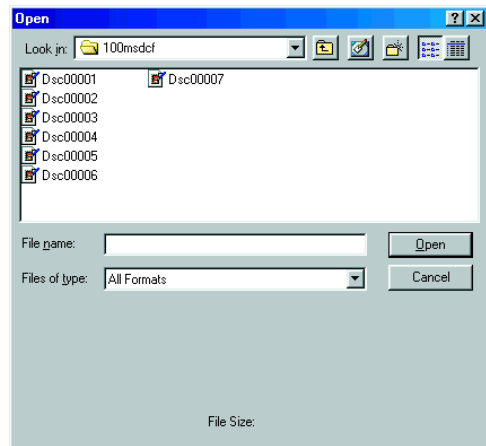 Open
Look in: 100msdcf
Dsc00001 Dsc00007
Dsc00002
Dsc00003
Dsc00004
Dsc00005
Dsc00006
File name: Open
Files of type: All Formats Cancel
File Size: